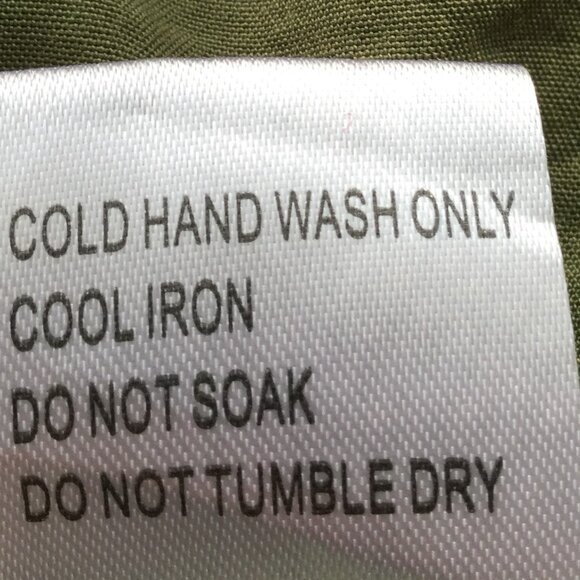 COLD HAND WASH ONLY
COOL IRON
DO NOT SOAK
DO NOT TUMBLE DRY